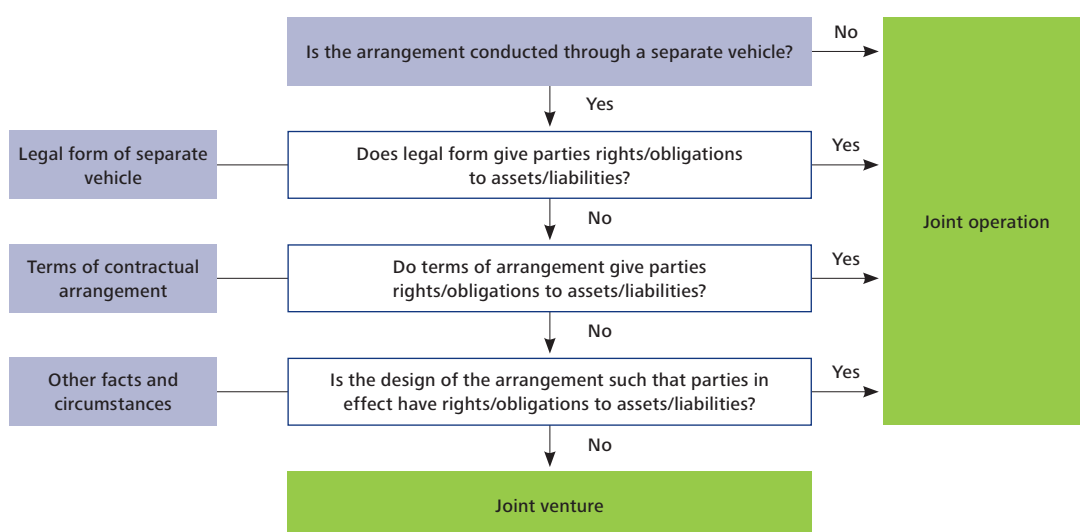 Is the arrangement conducted through a separate vehicle?
No
Yes
Legal form of separate
vehicle
Does legal form give parties rights/obligations
to assets/liabilities?
Yes
No
Joint operation
Terms of contractual
arrangement
Do terms of arrangement give parties
rights/obligations to assets/liabilities?
Yes
No
Other facts and
circumstances
Is the design of the arrangement such that parties in
effect have rights/obligations to assets/liabilities?
Yes
No
Joint venture